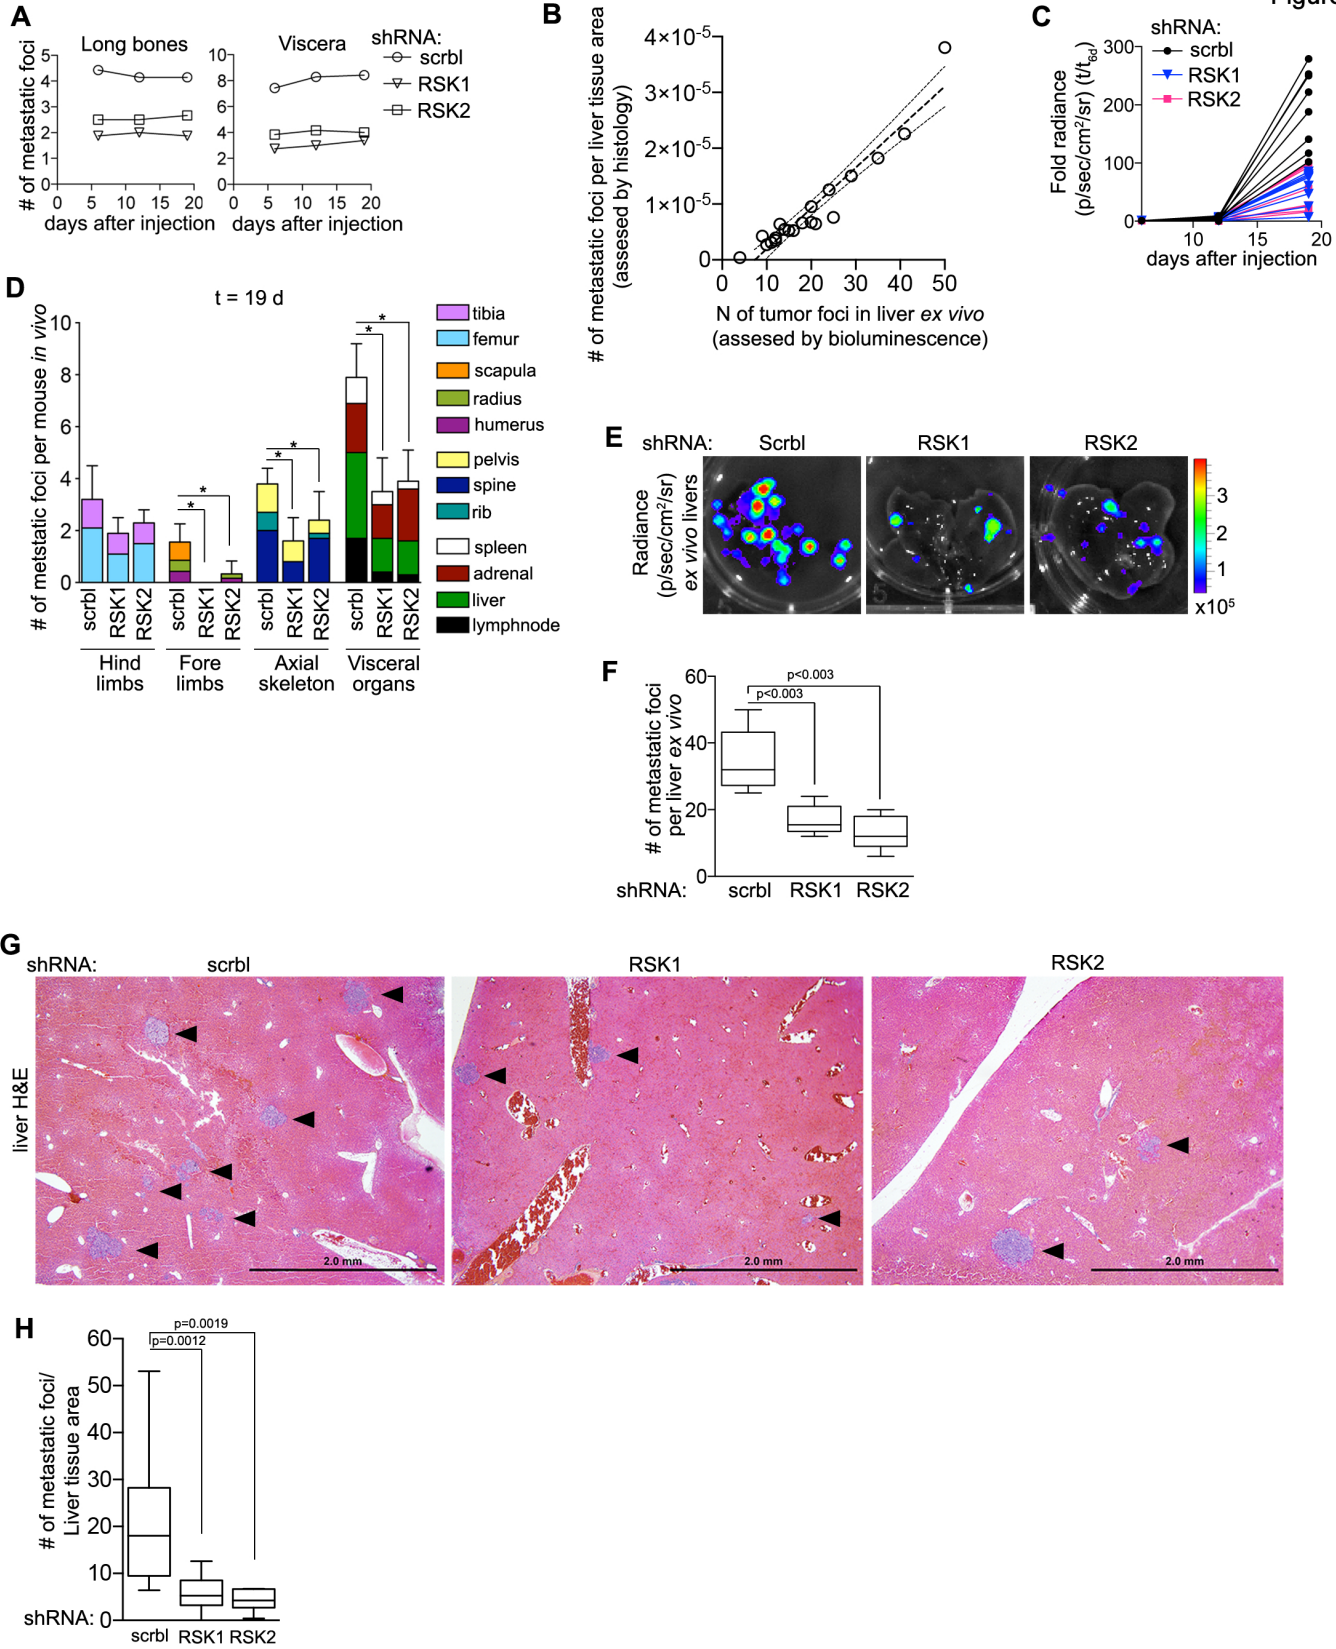 Figure
A
Long bones
Viscera
shRNA:
scrbl
RSK1
RSK2
# of metastatic foci
5
4
3
2
1
0
0 5 10 15 20
days after injection
10
8
6
4
2
0
0 5 10 15 20
days after injection
B
# of metastatic foci per liver tissue area
(assessed by histology)
4×10⁻⁵
3×10⁻⁵
2×10⁻⁵
1×10⁻⁵
0
0 10 20 30 40 50
N of tumor foci in liver ex vivo
(assesed by bioluminescence)
C
shRNA:
scrbl
RSK1
RSK2
Fold radiance
(p/sec/cm²/sr) (t/t6d)
300
200
100
0
10 15 20
days after injection
D
t = 19 d
# of metstatic foci per mouse in vivo
10
8
6
4
2
0
* * * * * *
scrbl RSK1 RSK2
scrbl RSK1 RSK2
scrbl RSK1 RSK2
scrbl RSK1 RSK2
Hind limbs
Fore limbs
Axial skeleton
Visceral organs
tibia
femur
scapula
radius
humerus
pelvis
spine
rib
spleen
adrenal
liver
lymphnode
E
shRNA: Scrbl RSK1 RSK2
Radiance
(p/sec/cm²/sr)
ex vivo livers
3
2
1
x10⁵
F
# of metastatic foci
per liver ex vivo
60
40
20
0
p<0.003
p<0.003
shRNA: scrbl RSK1 RSK2
G
shRNA: scrbl RSK1 RSK2
liver H&E
2.0 mm
2.0 mm
2.0 mm
H
# of metastatic foci/
Liver tissue area
60
50
40
30
20
10
0
p=0.0019
p=0.0012
shRNA:
scrbl RSK1 RSK2